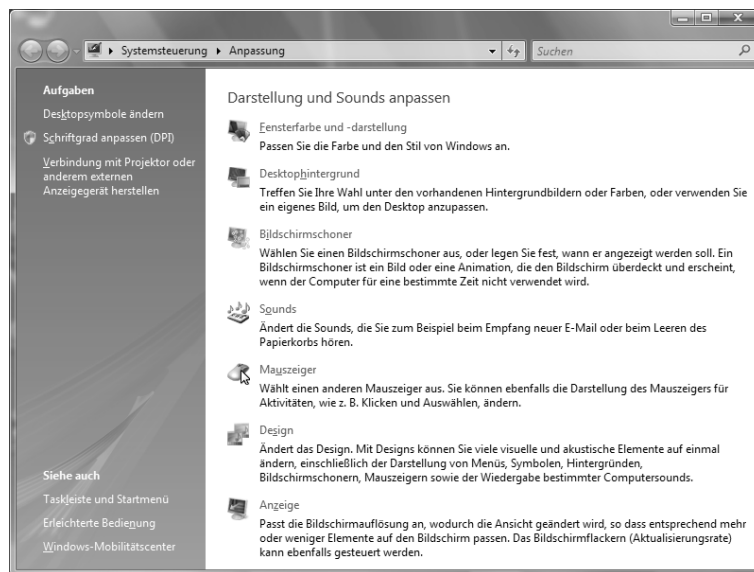 Systemsteuerung
Anpassung
Suchen
Aufgaben
Desktopsymbole ändern
Schriftgrad anpassen (DPI)
Verbindung mit Projektor oder
anderem externen
Anzeigegerät herstellen
Siehe auch
Taskleiste und Startmenü
Erleichterte Bedienung
Windows-Mobilitätscenter
Darstellung und Sounds anpassen
Fensterfarbe und -darstellung
Passen Sie die Farbe und den Stil von Windows an.
Desktophintergrund
Treffen Sie Ihre Wahl unter den vorhandenen Hintergrundbildern oder Farben, oder verwenden Sie
ein eigenes Bild, um den Desktop anzupassen.
Bildschirmschoner
Wählen Sie einen Bildschirmschoner aus, oder legen Sie fest, wann er angezeigt werden soll. Ein
Bildschirmschoner ist ein Bild oder eine Animation, die den Bildschirm überdeckt und erscheint,
wenn der Computer für eine bestimmte Zeit nicht verwendet wird.
Sounds
Ändert die Sounds, die Sie zum Beispiel beim Empfang neuer E-Mail oder beim Leeren des
Papierkorbs hören.
Mauszeiger
Wählt einen anderen Mauszeiger aus. Sie können ebenfalls die Darstellung des Mauszeigers für
Aktivitäten, wie z. B. Klicken und Auswählen, ändern.
Design
Ändert das Design. Mit Designs können Sie viele visuelle und akustische Elemente auf einmal
ändern, einschließlich der Darstellung von Menüs, Symbolen, Hintergründen,
Bildschirmschonern, Mauszeigern sowie der Wiedergabe bestimmter Computersounds.
Anzeige
Passt die Bildschirmauflösung an, wodurch die Ansicht geändert wird, so dass entsprechend mehr
oder weniger Elemente auf den Bildschirm passen. Das Bildschirmflackern (Aktualisierungsrate)
kann ebenfalls gesteuert werden.